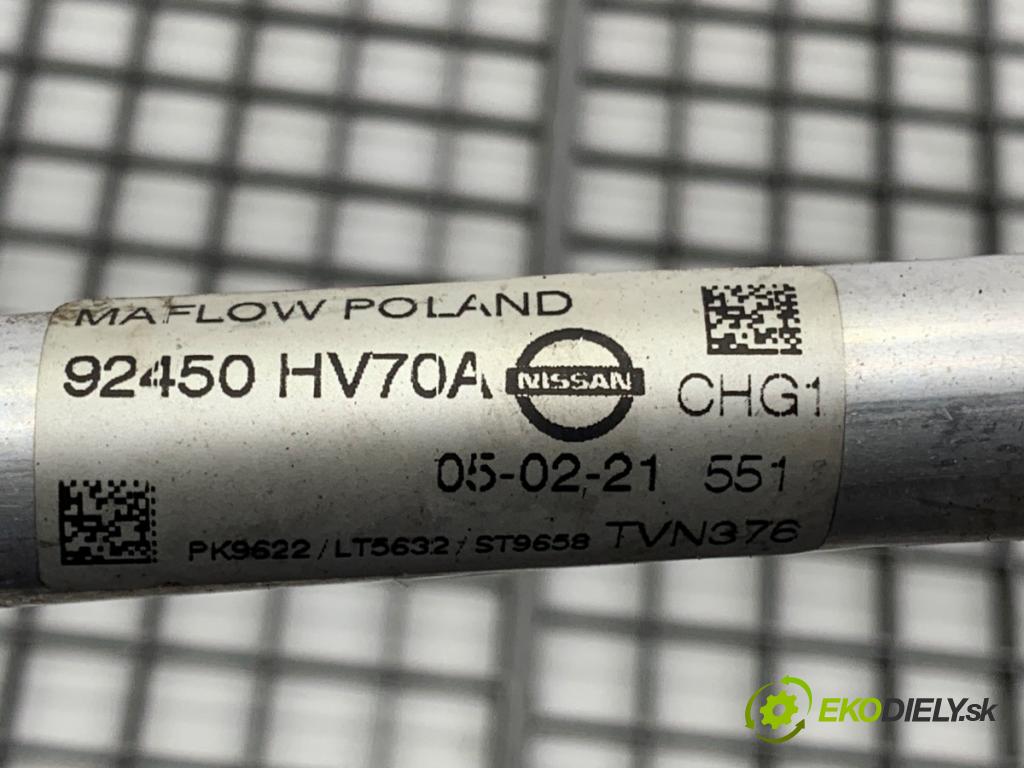 MAFLOW POLAND
92450 HV70A NISSAN CHG1
05-02-21 551
PK9622/LT5632/ST9658 TVN376
EKODIELY.sk